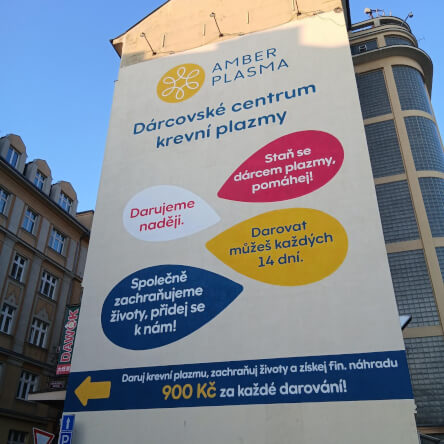 AMBER
PLASMA
Dárcovské centrum
krevní plazmy
Staň se
dárcem plazmy,
pomáhej!
Darujeme
naději.
Darovat
můžeš každých
14 dní.
Společně
zachraňujeme
životy, přidej se
k nám!
Daruj krevní plazmu, zachraňuj životy a získej fin. náhradu
900 Kč za každé darování!
P